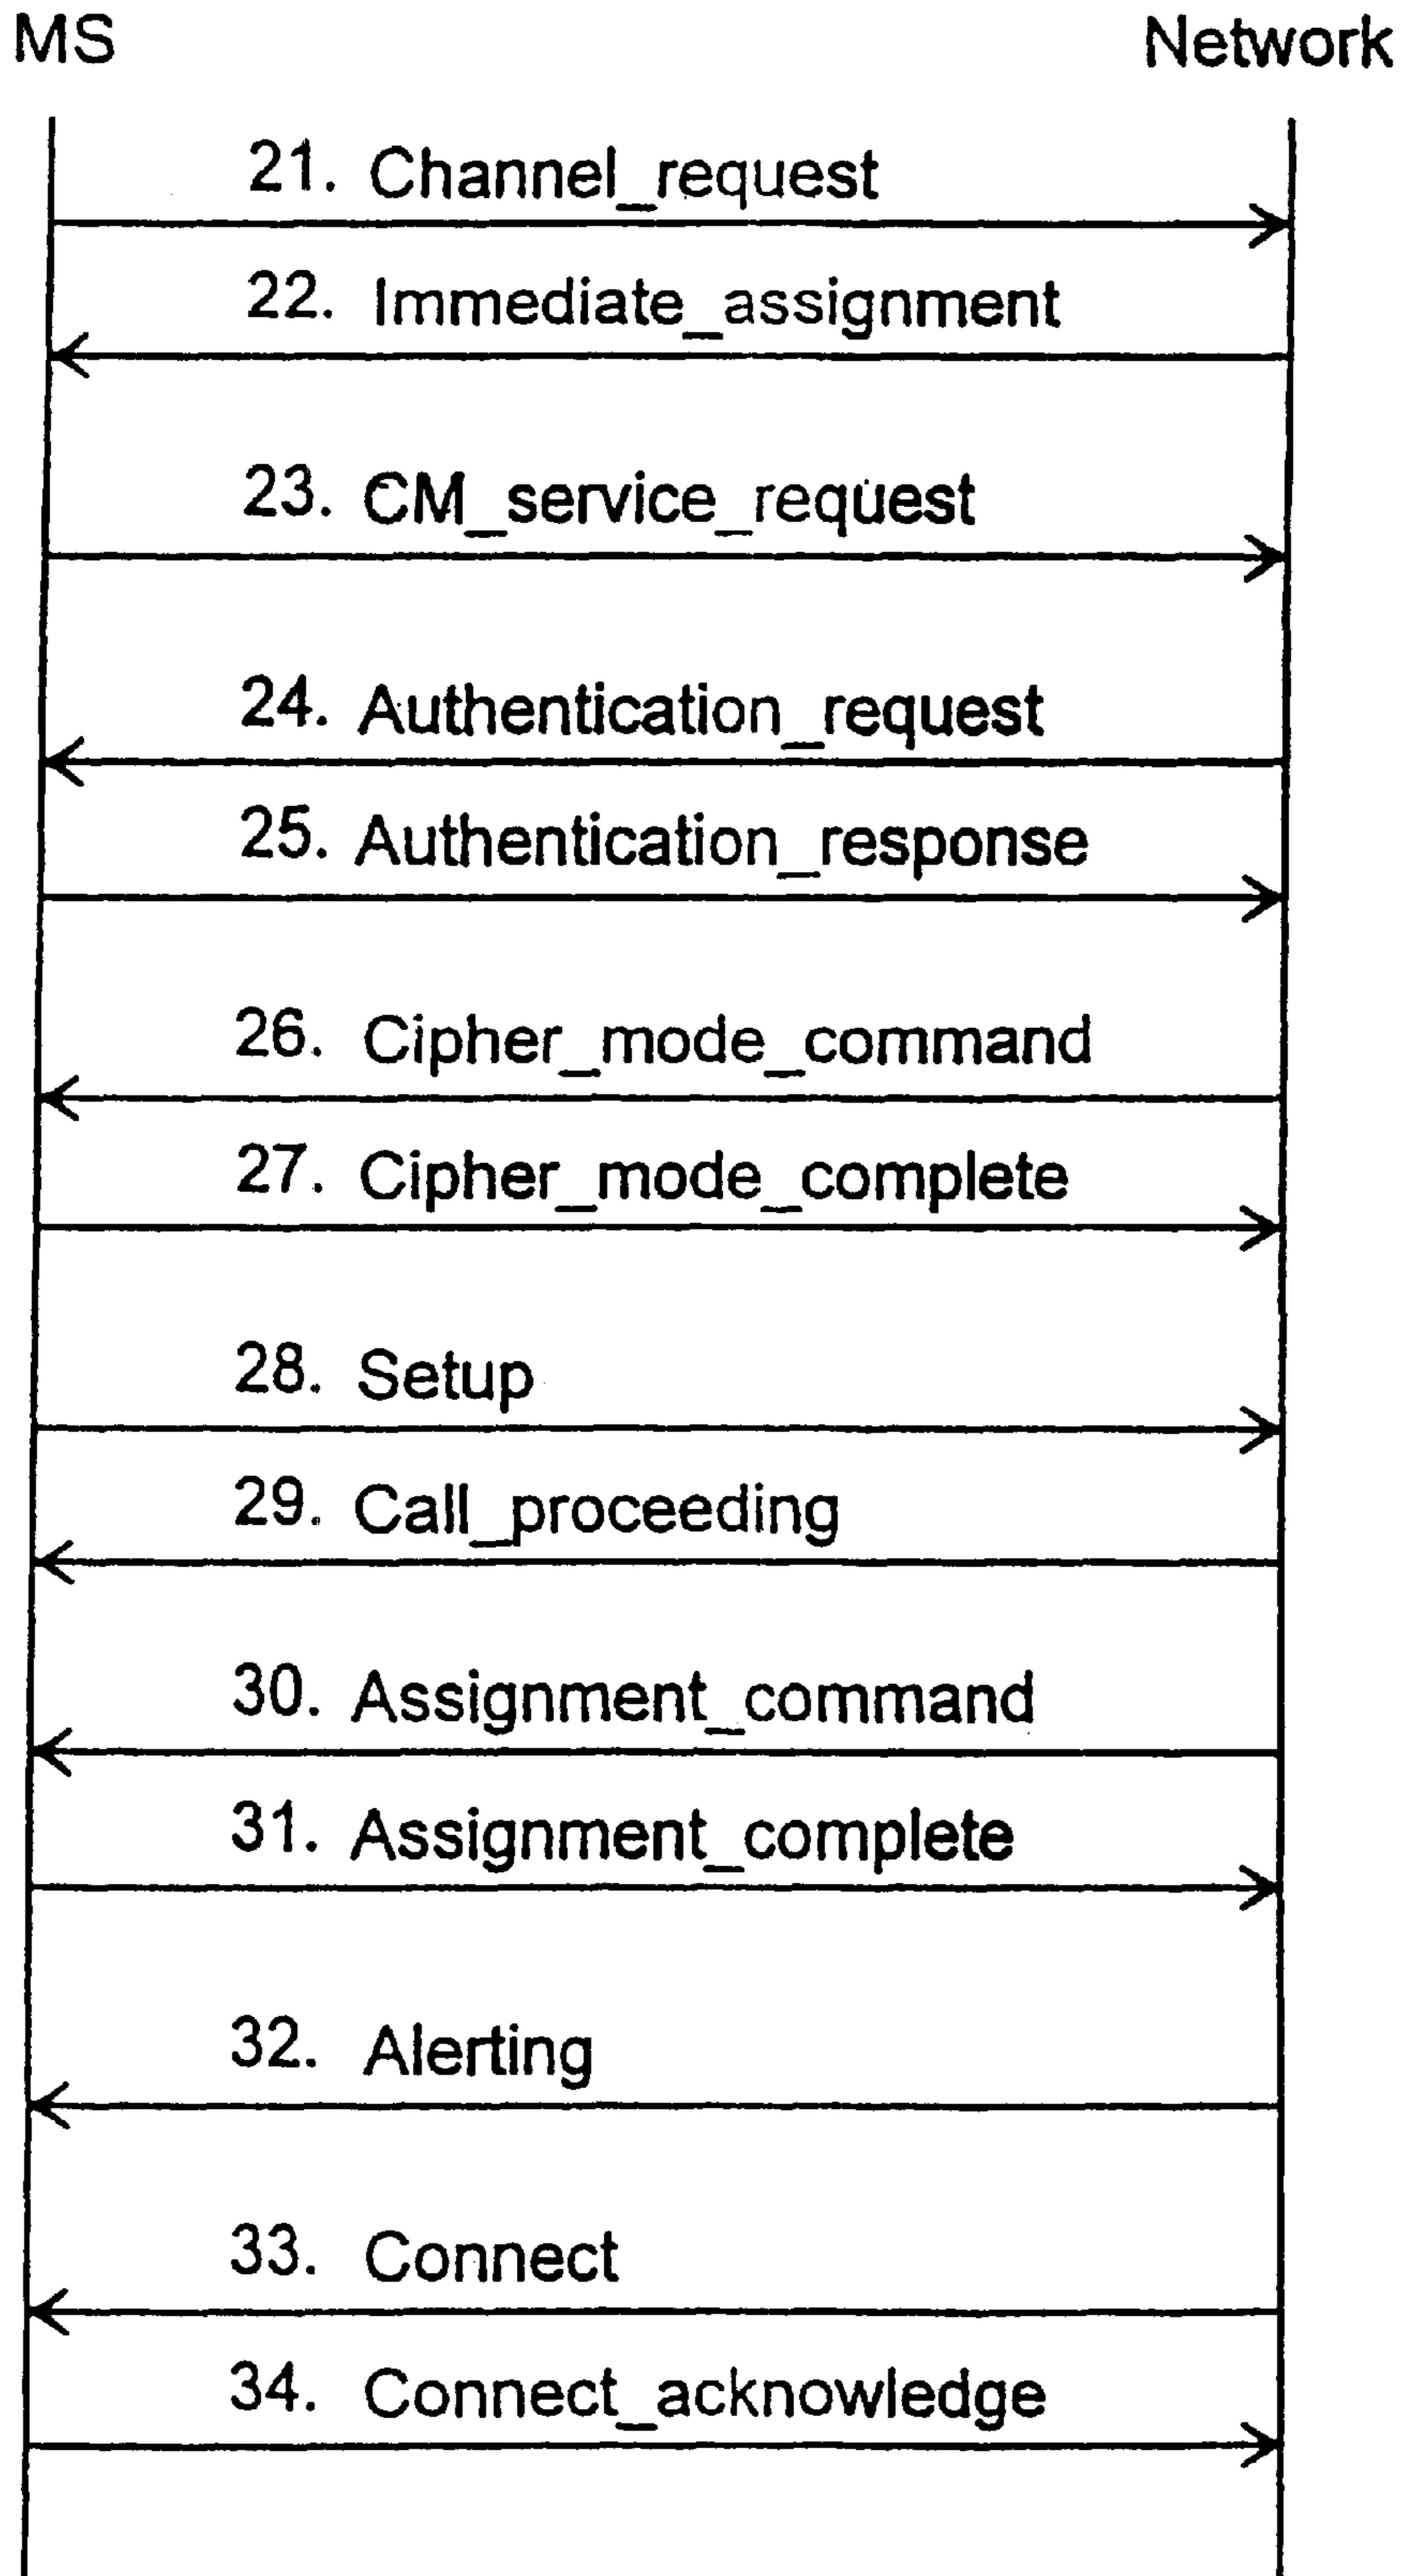 MS Network
21. Channel_request
22. Immediate_assignment
23. CM_service_request
24. Authentication_request
25. Authentication_response
26. Cipher_mode_command
27. Cipher_mode_complete
28. Setup
29. Call_proceeding
30. Assignment_command
31. Assignment_complete
32. Alerting
33. Connect
34. Connect_acknowledge